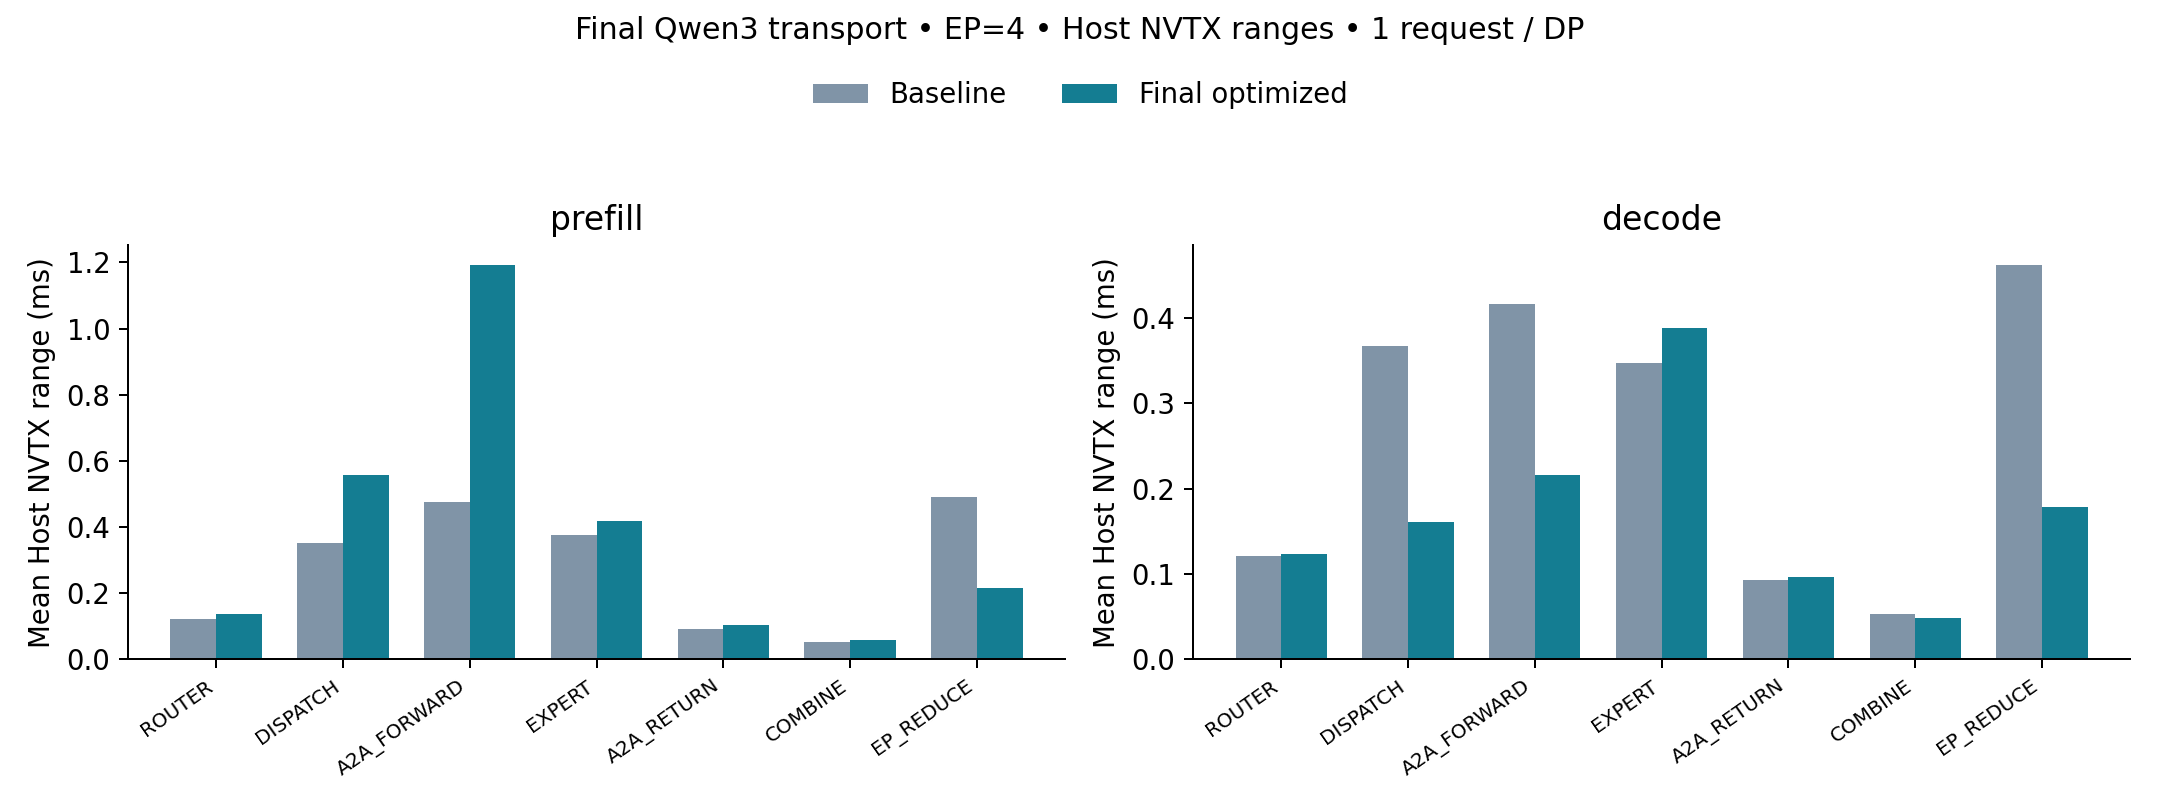 Final Qwen3 transport • EP=4 • Host NVTX ranges • 1 request / DP
Baseline
Final optimized
prefill
Mean Host NVTX range (ms)
1.2
1.0
0.8
0.6
0.4
0.2
0.0
ROUTER
DISPATCH
A2A_FORWARD
EXPERT
A2A_RETURN
COMBINE
EP_REDUCE
decode
Mean Host NVTX range (ms)
0.4
0.3
0.2
0.1
0.0
ROUTER
DISPATCH
A2A_FORWARD
EXPERT
A2A_RETURN
COMBINE
EP_REDUCE